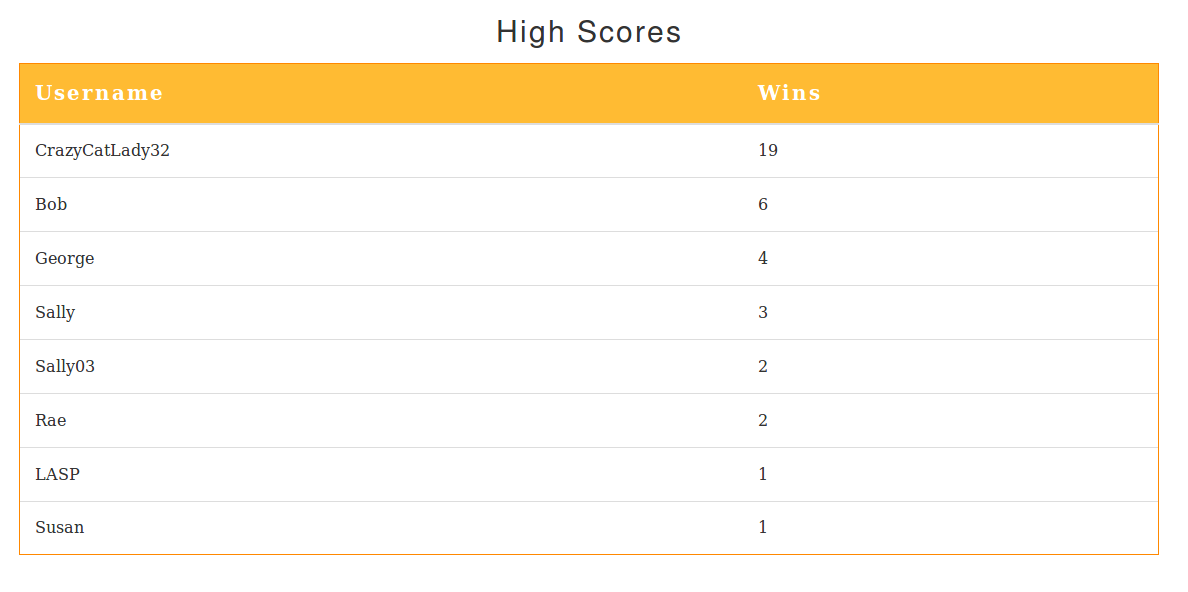 High Scores
Username Wins
CrazyCatLady32 19
Bob 6
George 4
Sally 3
Sally03 2
Rae 2
LASP 1
Susan 1